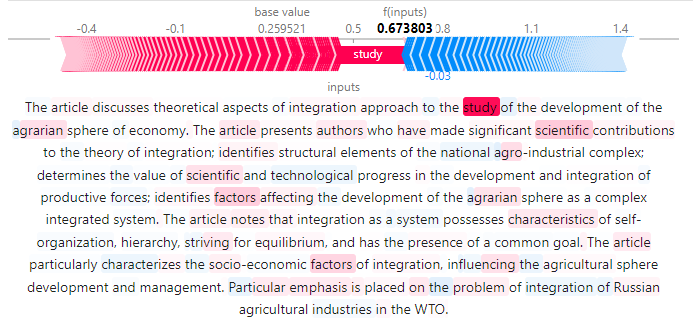 base value f(inputs)
-0.4 -0.1 0.259521 0.5 0.673803 0.8 1.1 1.4
study
-0.03
inputs
The article discusses theoretical aspects of integration approach to the study of the development of the
agrarian sphere of economy. The article presents authors who have made significant scientific contributions
to the theory of integration; identifies structural elements of the national agro-industrial complex;
determines the value of scientific and technological progress in the development and integration of
productive forces; identifies factors affecting the development of the agrarian sphere as a complex
integrated system. The article notes that integration as a system possesses characteristics of self-
organization, hierarchy, striving for equilibrium, and has the presence of a common goal. The article
particularly characterizes the socio-economic factors of integration, influencing the agricultural sphere
development and management. Particular emphasis is placed on the problem of integration of Russian
agricultural industries in the WTO.